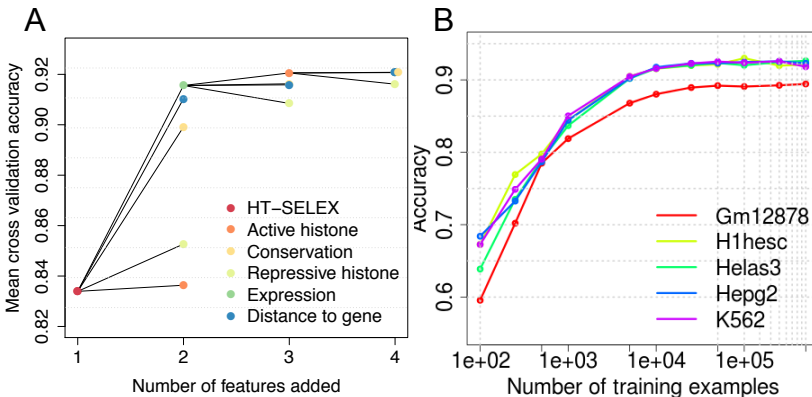 A
Mean cross validation accuracy
0.92
0.90
0.88
0.86
0.84
0.82
HT−SELEX
Active histone
Conservation
Repressive histone
Expression
Distance to gene
1 2 3 4
Number of features added
B
Accuracy
0.9
0.8
0.7
0.6
Gm12878
H1hesc
Helas3
Hepg2
K562
1e+02 1e+03 1e+04 1e+05
Number of training examples